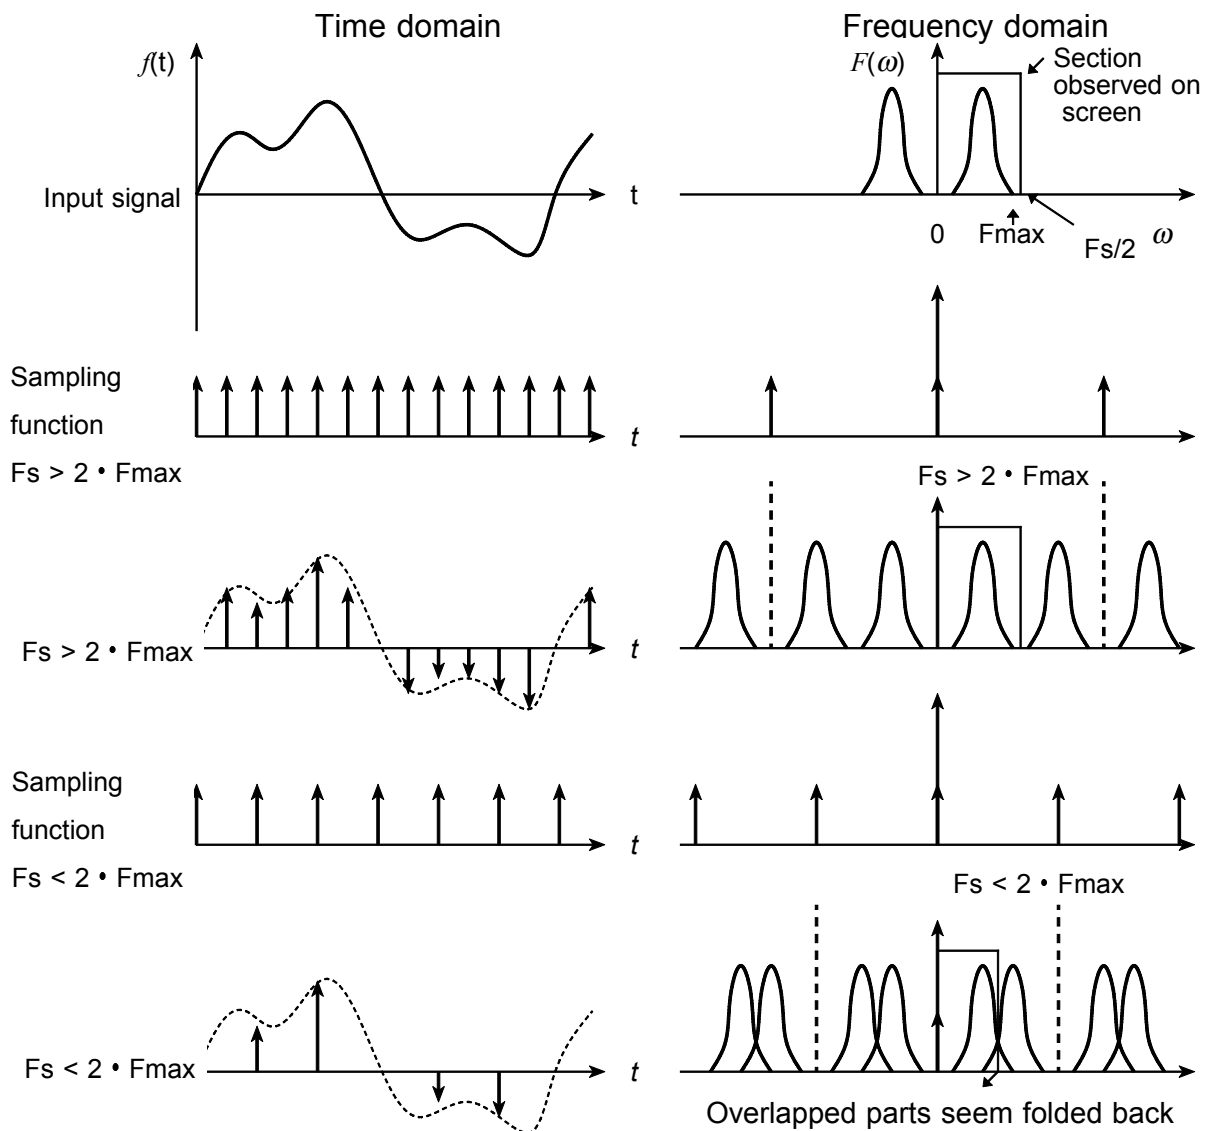 Time domain
Frequency domain
f(t)
F(ω)
Section
observed on
screen
Input signal
t
0
Fmax
Fs/2
ω
Sampling
function
Fs > 2 • Fmax
t
Fs > 2 • Fmax
Fs > 2 • Fmax
t
Sampling
function
Fs < 2 • Fmax
t
Fs < 2 • Fmax
Fs < 2 • Fmax
t
Overlapped parts seem folded back